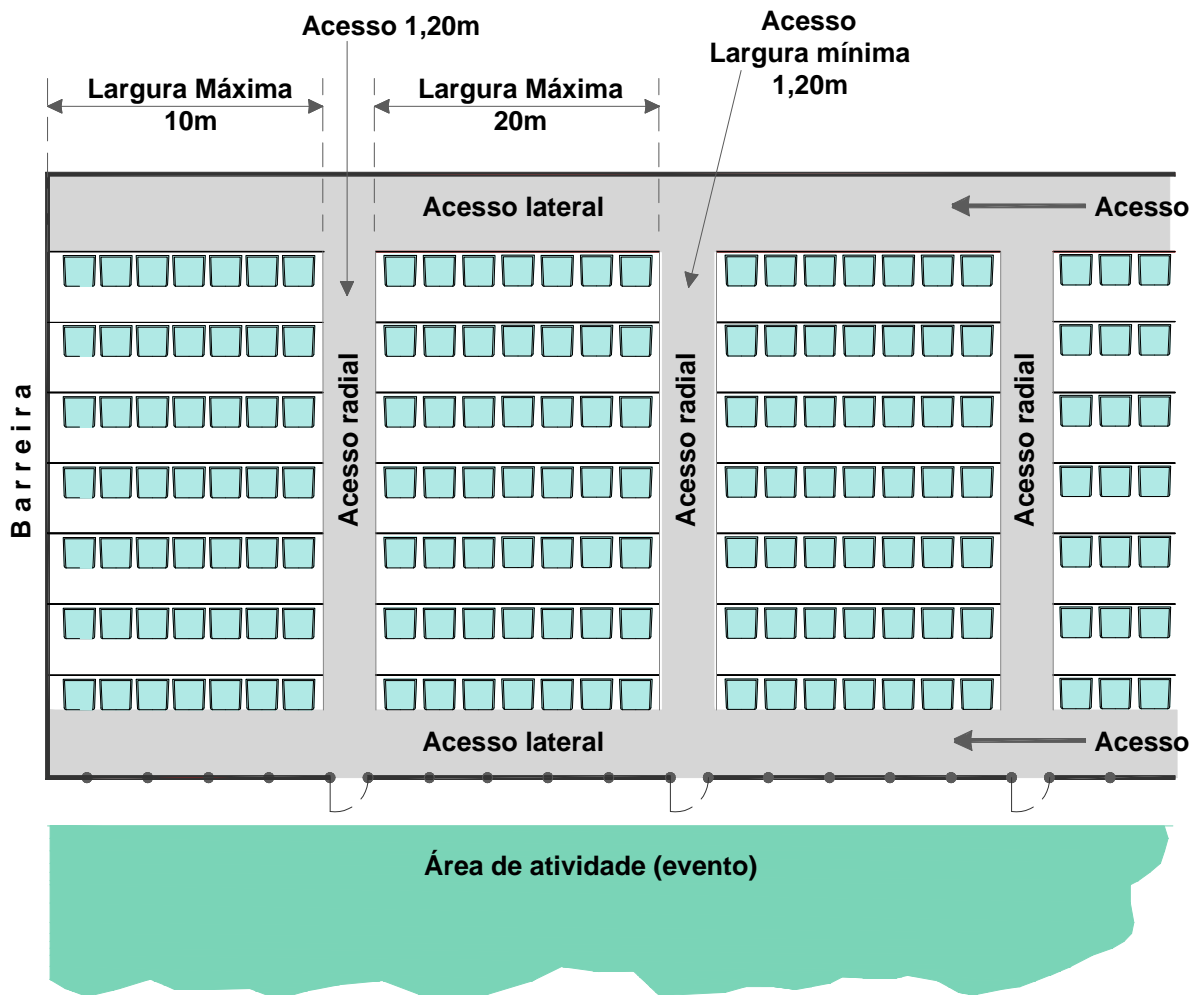 Acesso 1,20m
Acesso
Largura mínima
1,20m
Largura Máxima
10m
Largura Máxima
20m
Acesso lateral
Acesso
Barreira
Acesso radial
Acesso radial
Acesso radial
Acesso lateral
Acesso
Área de atividade (evento)